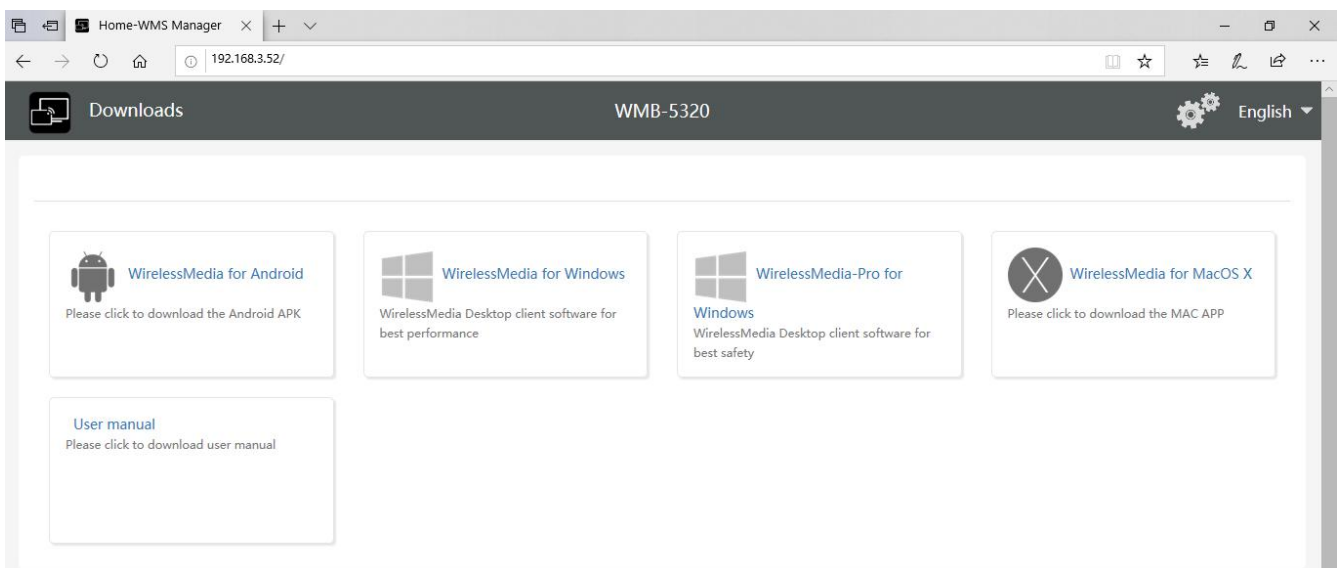 Home-WMS Manager
192.168.3.52/
Downloads
WMB-5320
English
WirelessMedia for Android
Please click to download the Android APK
WirelessMedia for Windows
WirelessMedia Desktop client software for
best performance
WirelessMedia-Pro for
Windows
WirelessMedia Desktop client software for
best safety
WirelessMedia for MacOS X
Please click to download the MAC APP
User manual
Please click to download user manual